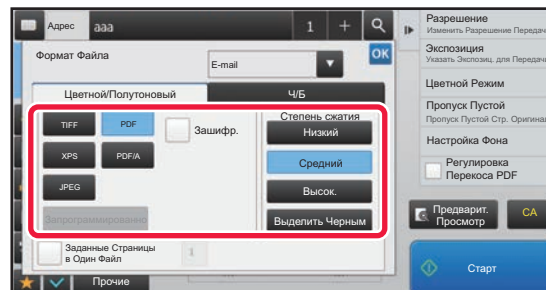 Адрес
aaa
1
+
Формат Файла
E-mail
OK
Цветной/Полутоновый
Ч/Б
TIFF
PDF
Зашифр.
XPS
PDF/A
JPEG
Запрограммированно
Степень сжатия
Низкий
Средний
Высок.
Выделить Черным
Заданные Страницы
в Один Файл
1
Прочие
Разрешение
Изменить Разрешение Передач
Экспозиция
Указать Экспозиц. для Передачи
Цветной Режим
Пропуск Пустой
Пропуск Пустой Стр. Оригинал
Настройка Фона
Регулировка
Перекоса PDF
Предварит.
Просмотр
CA
Старт